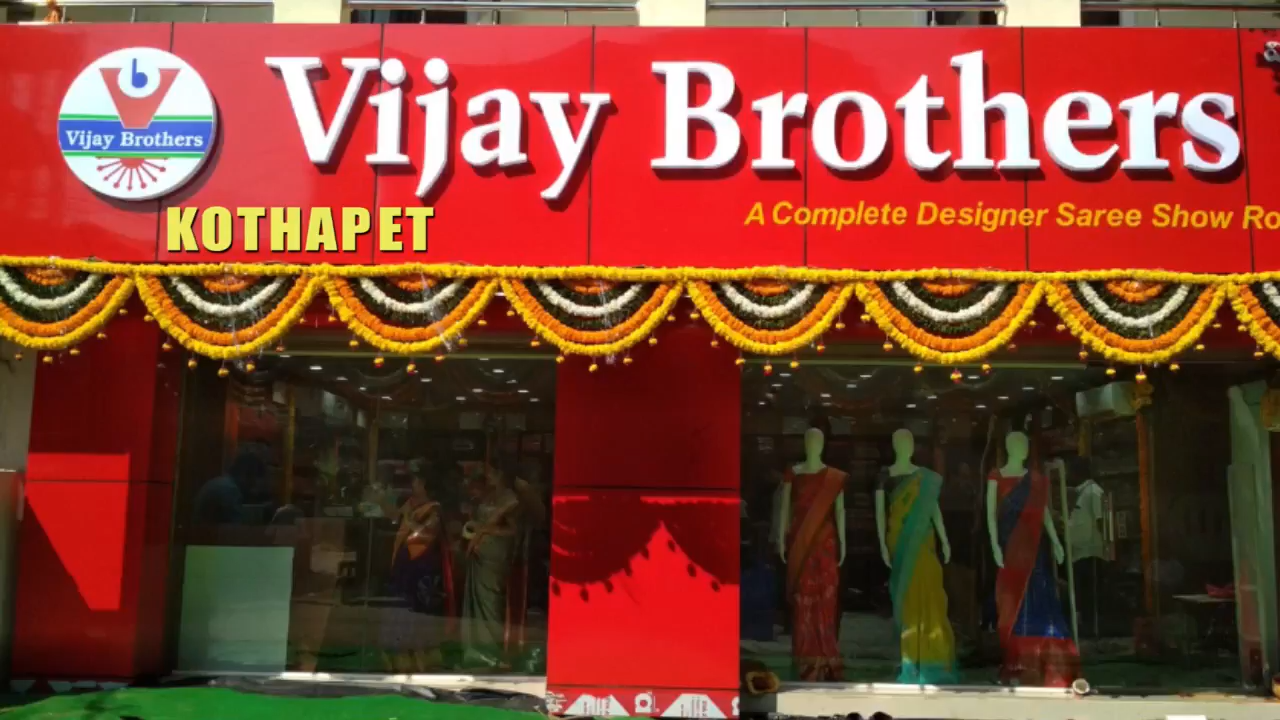 b
Vijay Brothers
Vijay Brothers
KOTHAPET
A Complete Designer Saree Show Ro